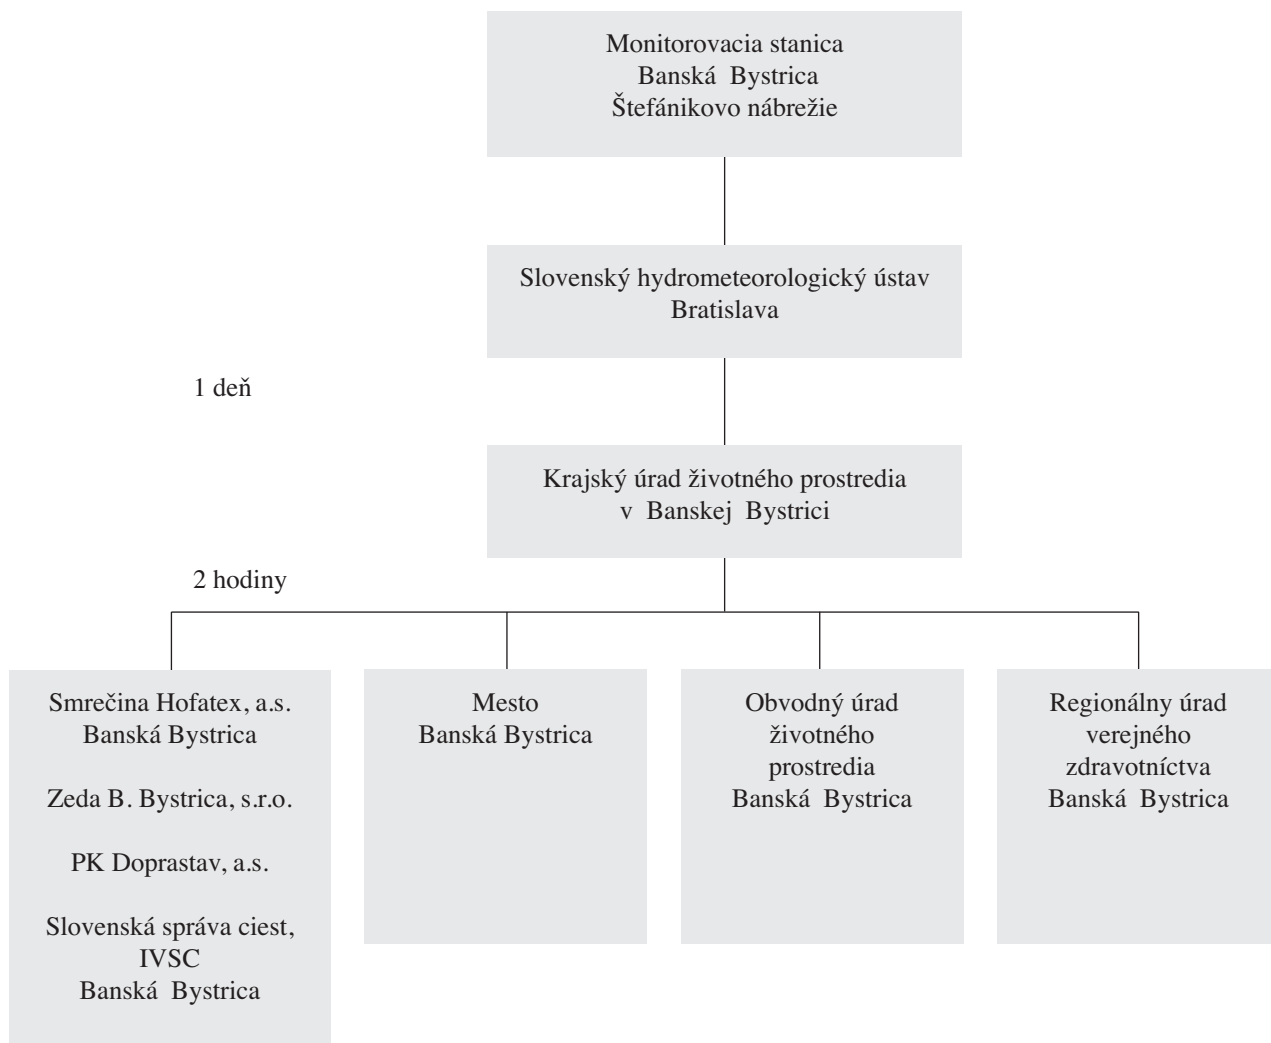 Monitorovacia stanica
Banská Bystrica
Štefánikovo nábrežie
Slovenský hydrometeorologický ústav
Bratislava
1 deň
Krajský úrad životného prostredia
v Banskej Bystrici
2 hodiny
Smrečina Hofatex, a.s.
Banská Bystrica
Zeda B. Bystrica, s.r.o.
PK Doprastav, a.s.
Slovenská správa ciest,
IVSC
Banská Bystrica
Mesto
Banská Bystrica
Obvodný úrad
životného
prostredia
Banská Bystrica
Regionálny úrad
verejného
zdravotníctva
Banská Bystrica